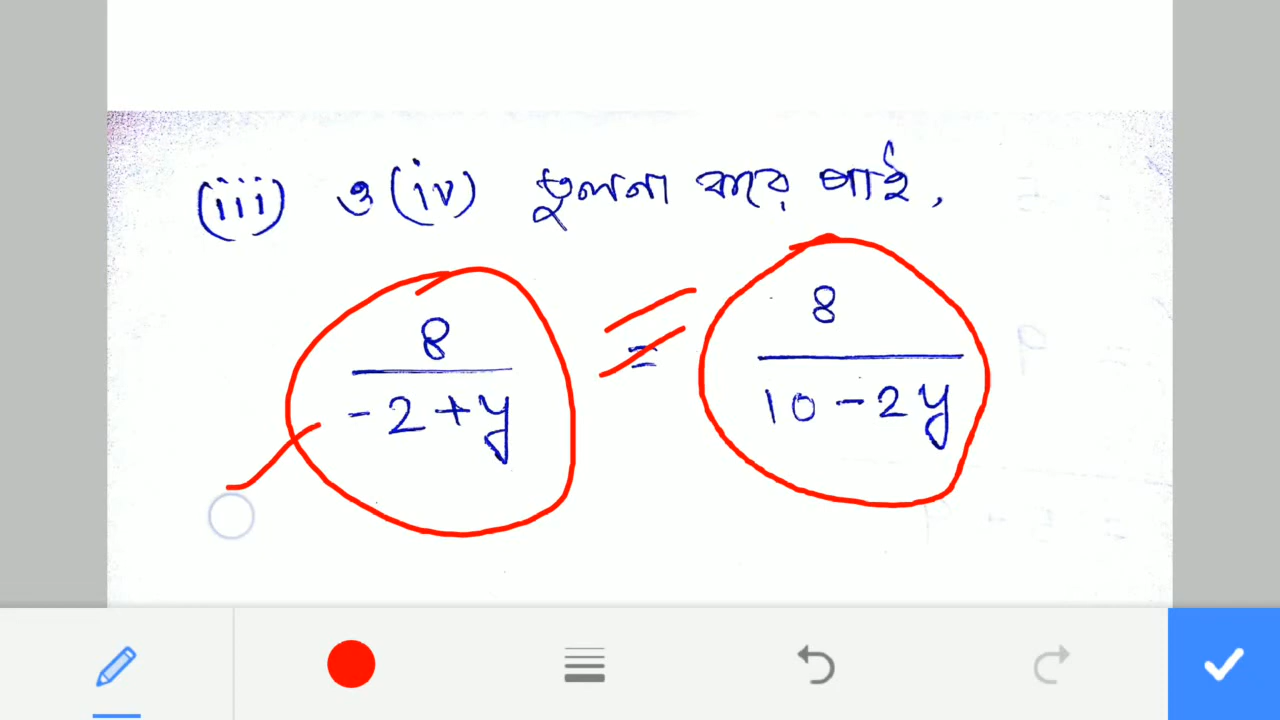 (iii) ও (iv) তুলনা করে পাই,
8 / -2+y = 8 / 10-2y